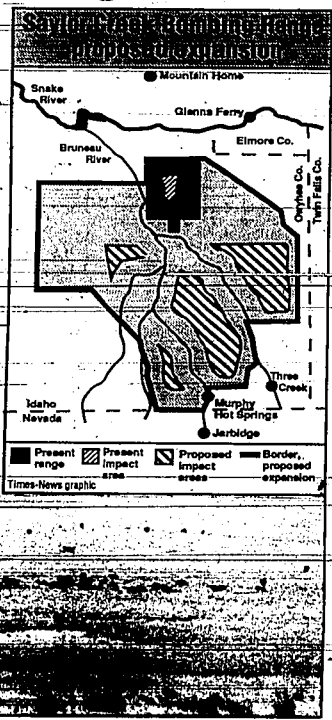 Saylor Creek Bombing Range
proposed expansion
Mountain Home
Snake
River
Glenns Ferry
Elmore Co.
Bruneau
River
Owyhee Co.
Twin Falls Co.
Three
Creek
Idaho
Nevada
Murphy
Hot Springs
Jarbidge
Present
range
Present
impact
area
Proposed
impact
areas
Border,
proposed
expansion
Times-News graphic